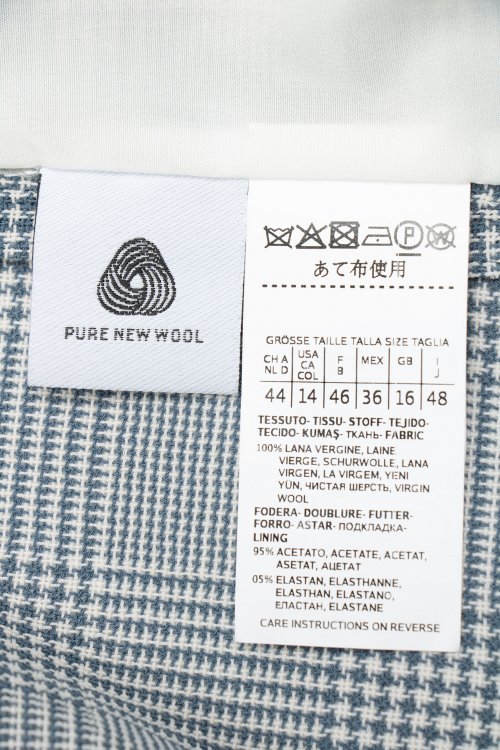 PURE NEW WOOL
P
W
あて布使用
GRÖSSE TAILLE TALLA SIZE TAGLIA
CH A NL D
USA CA COL
F B
MEX
GB
I J
44 14 46 36 16 48
TESSUTO- TISSU- STOFF- TEJIDO-
TECIDO- KUMAŞ- ТКАНЬ- FABRIC
100% LANA VERGINE, LAINE
VIERGE, SCHURWOLLE, LANA
VIRGEN, LA VIRGEM, YENI
YÜN, ЧИСТАЯ ШЕРСТЬ, VIRGIN
WOOL
FODERA- DOUBLURE- FUTTER-
FORRO- ASTAR- ПОДКЛАДКА-
LINING
95% ACETATO, ACETATE, ACETAT,
ASETAT, АЦЕТАТ
05% ELASTAN, ELASTHANNE,
ELASTHAN, ELASTANO,
ЕЛАСТАН, ELASTANE
CARE INSTRUCTIONS ON REVERSE